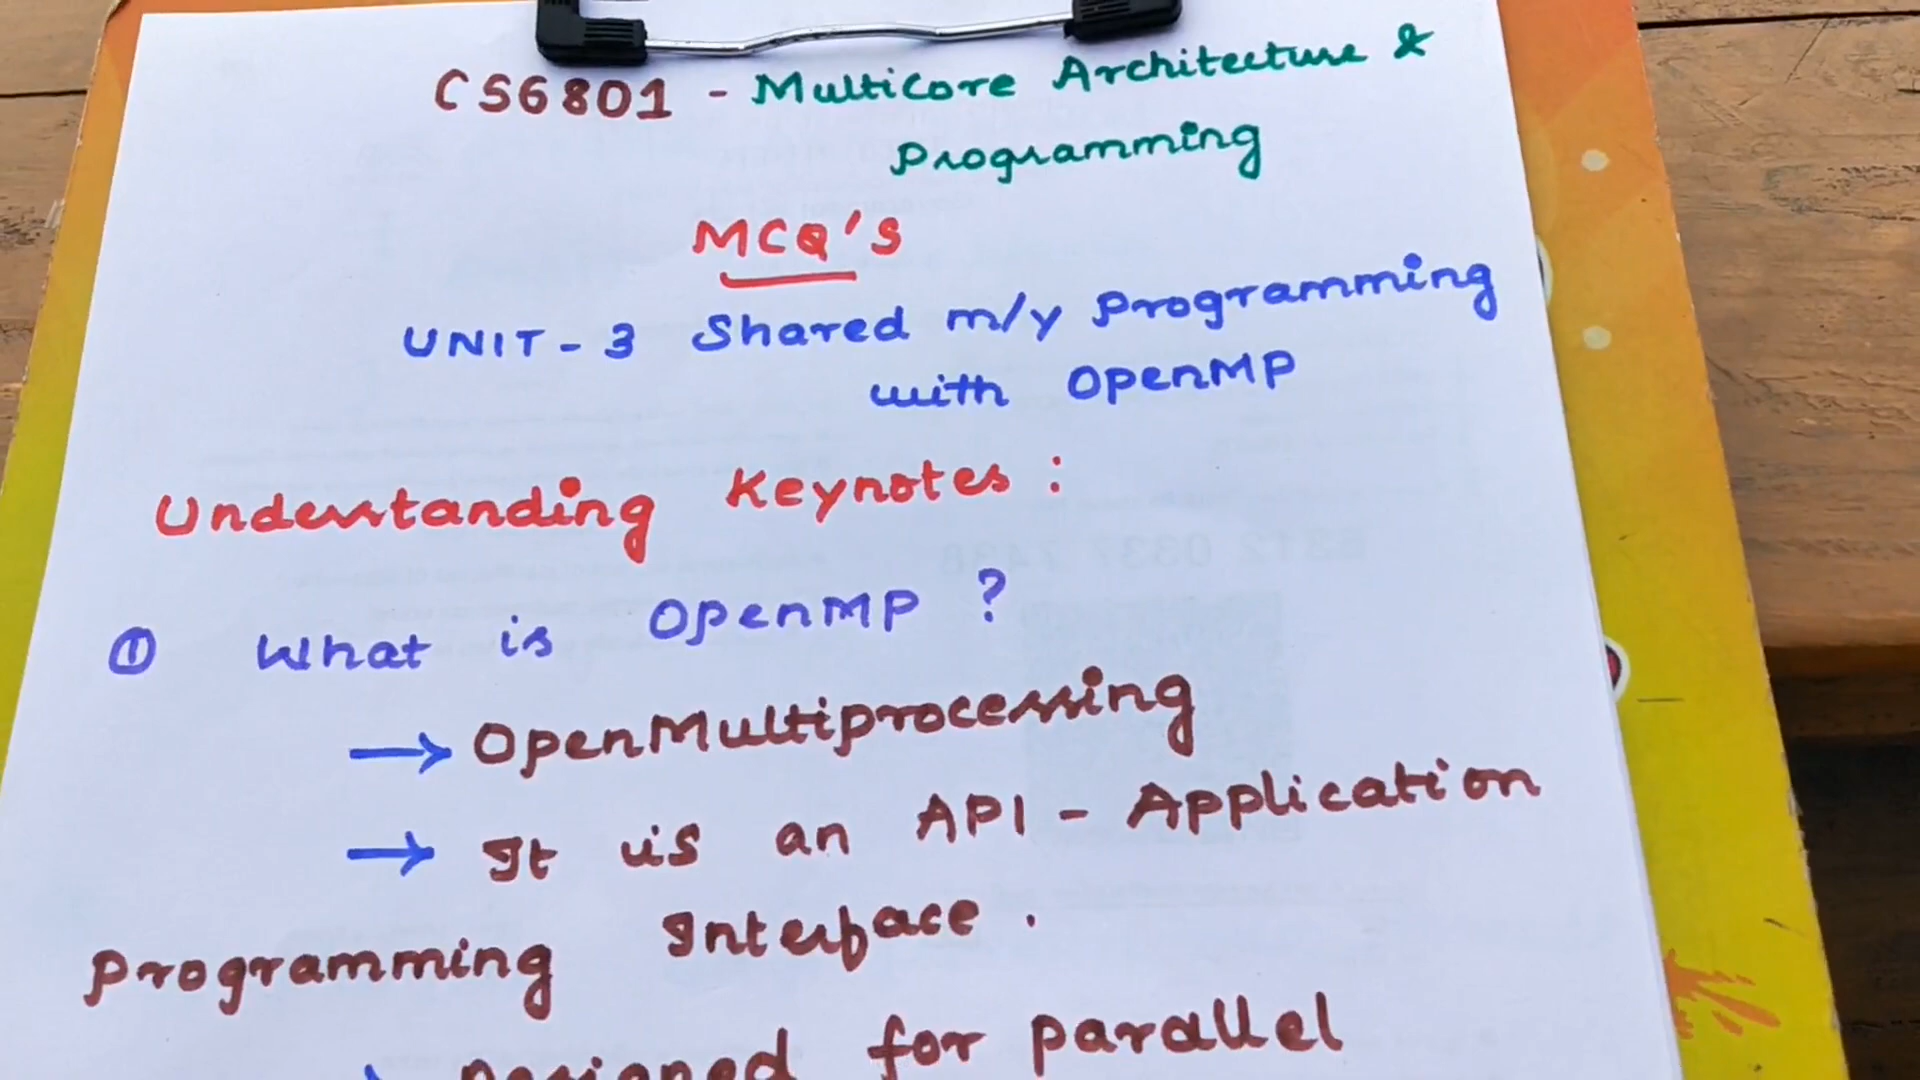 CS6801 - Multicore Architecture &
Programming
MCQ's
UNIT - 3 Shared m/y programming
with OpenMP
Understanding Keynotes :
① What is OpenMP ?
→ OpenMultiprocessing
→ It is an API - Application
Programming Interface .
Designed for parallel